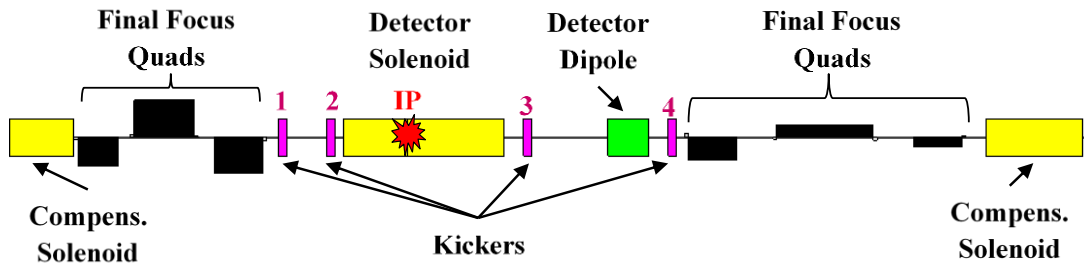 Final Focus
Quads
Detector
Solenoid
Detector
Dipole
Final Focus
Quads
1
2
IP
3
4
Compens.
Solenoid
Kickers
Compens.
Solenoid